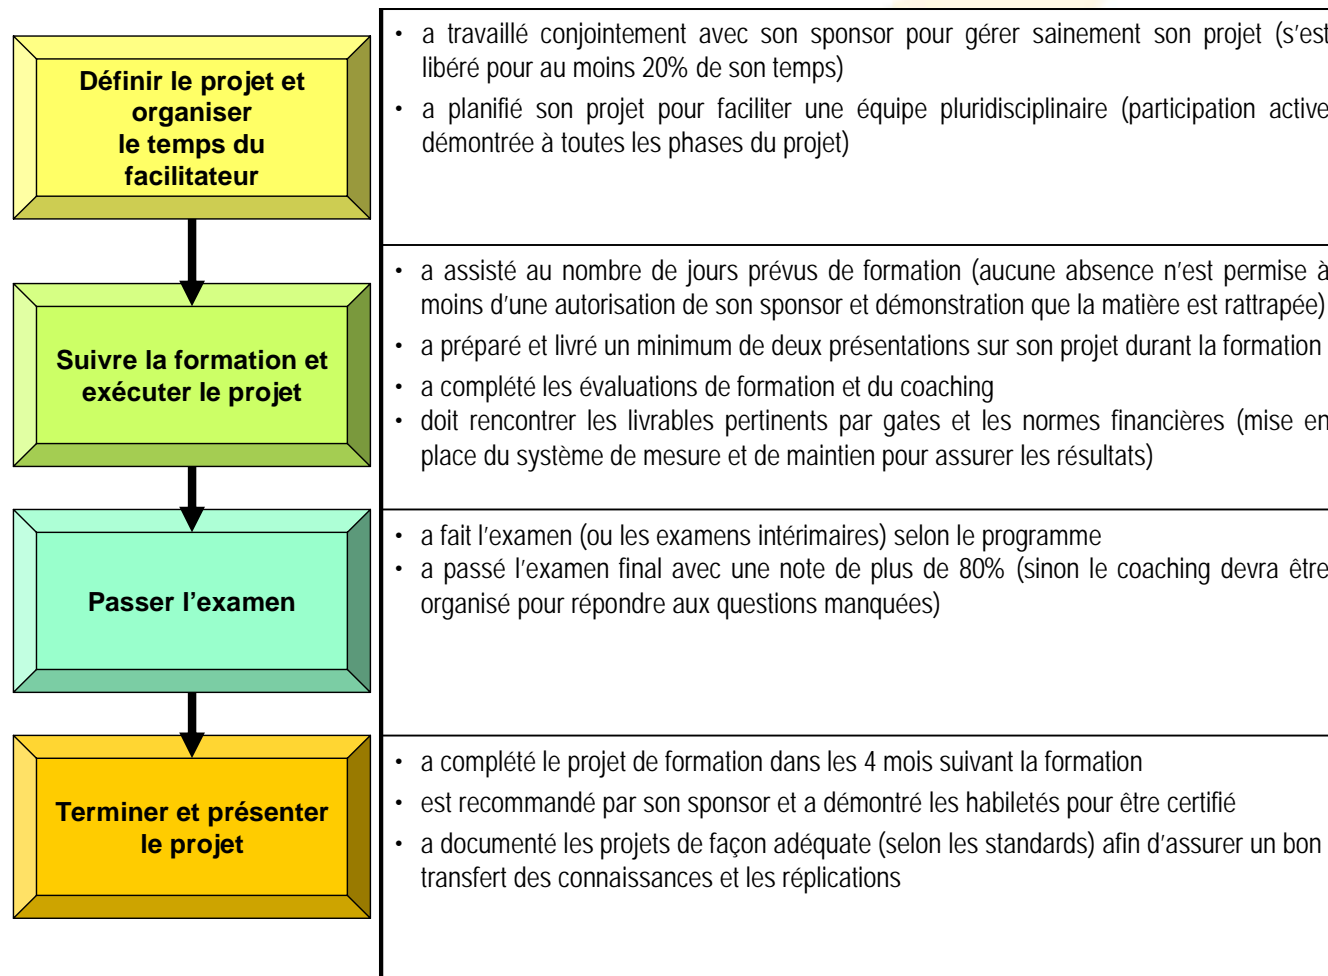 Définir le projet et
organiser
le temps du
facilitateur
• a travaillé conjointement avec son sponsor pour gérer sainement son projet (s'est
libéré pour au moins 20% de son temps)
• a planifié son projet pour faciliter une équipe pluridisciplinaire (participation active
démontrée à toutes les phases du projet)
Suivre la formation et
exécuter le projet
• a assisté au nombre de jours prévus de formation (aucune absence n'est permise à
moins d'une autorisation de son sponsor et démonstration que la matière est rattrapée)
• a préparé et livré un minimum de deux présentations sur son projet durant la formation
• a complété les évaluations de formation et du coaching
• doit rencontrer les livrables pertinents par gates et les normes financières (mise en
place du système de mesure et de maintien pour assurer les résultats)
Passer l'examen
• a fait l'examen (ou les examens intérimaires) selon le programme
• a passé l'examen final avec une note de plus de 80% (sinon le coaching devra être
organisé pour répondre aux questions manquées)
Terminer et présenter
le projet
• a complété le projet de formation dans les 4 mois suivant la formation
• est recommandé par son sponsor et a démontré les habiletés pour être certifié
• a documenté les projets de façon adéquate (selon les standards) afin d'assurer un bon
transfert des connaissances et les réplications